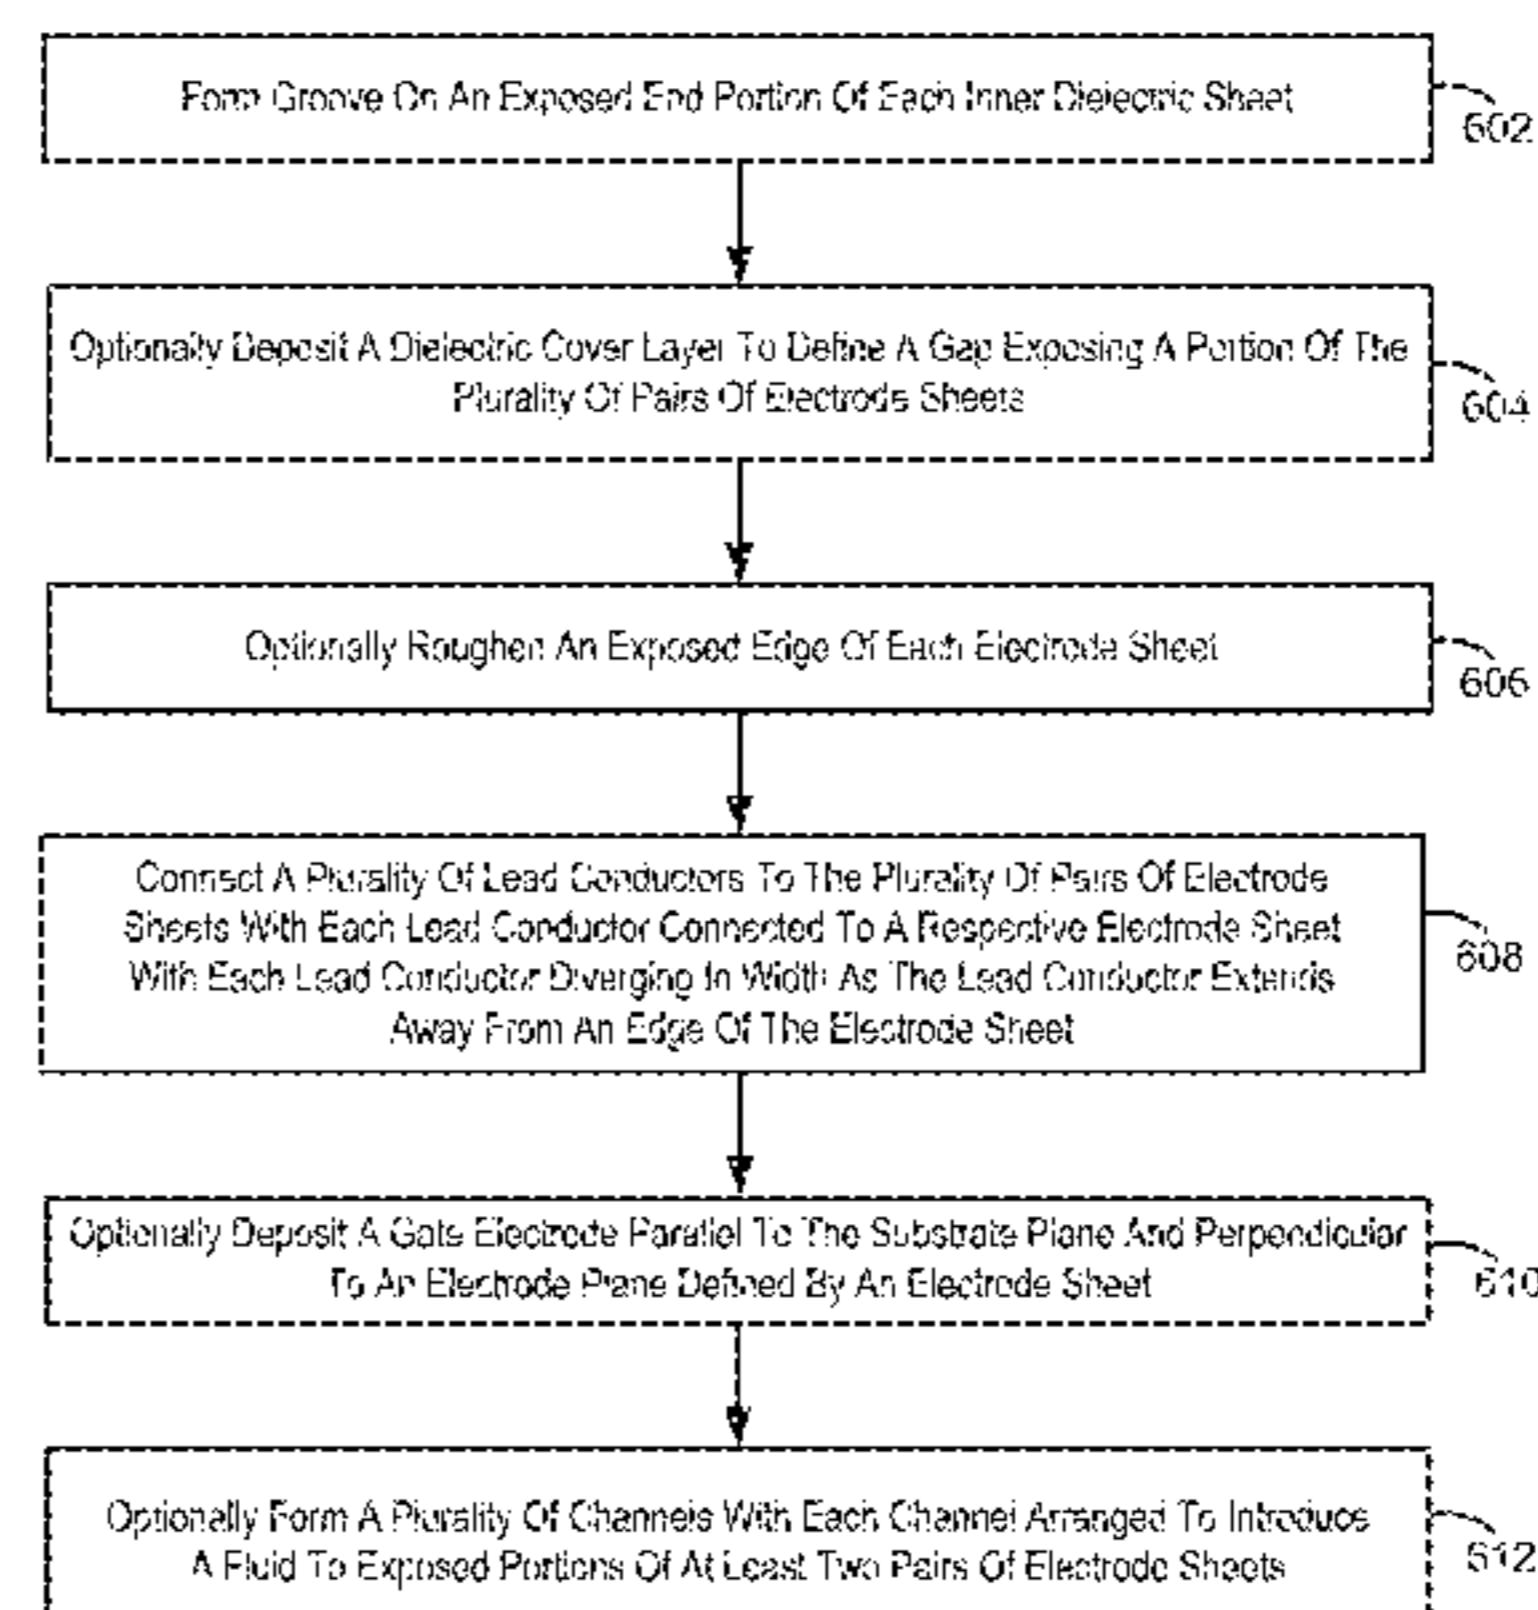 Form Groove On An Exposed End Portion Of Each Inner Dielectric Sheet
602
Optionally Deposit A Dielectric Cover Layer To Define A Gap Exposing A Portion Of The
Plurality Of Pairs Of Electrode Sheets
604
Optionally Roughen An Exposed Edge Of Each Electrode Sheet
606
Connect A Plurality Of Lead Conductors To The Plurality Of Pairs Of Electrode
Sheets With Each Lead Conductor Connected To A Respective Electrode Sheet
With Each Lead Conductor Diverging In Width As The Lead Conductor Extends
Away From An Edge Of The Electrode Sheet
608
Optionally Deposit A Gate Electrode Parallel To The Substrate Plane And Perpendicular
To An Electrode Plane Defined By An Electrode Sheet
610
Optionally Form A Plurality Of Channels With Each Channel Arranged To Introduce
A Fluid To Exposed Portions Of At Least Two Pairs Of Electrode Sheets
612